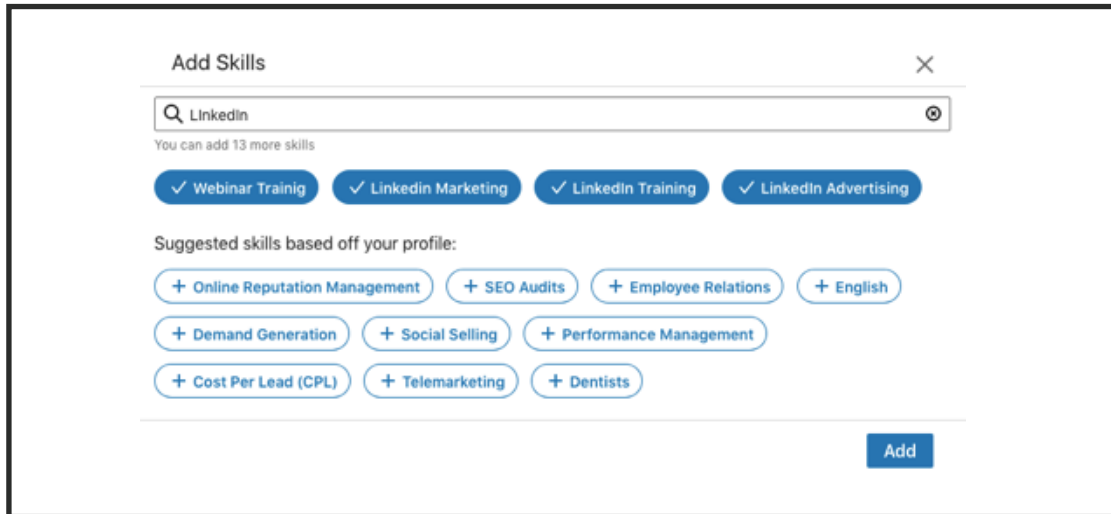 Add Skills
LInkedIn
You can add 13 more skills
Webinar Trainig Linkedin Marketing LinkedIn Training LinkedIn Advertising
Suggested skills based off your profile:
+ Online Reputation Management + SEO Audits + Employee Relations + English
+ Demand Generation + Social Selling + Performance Management
+ Cost Per Lead (CPL) + Telemarketing + Dentists
Add